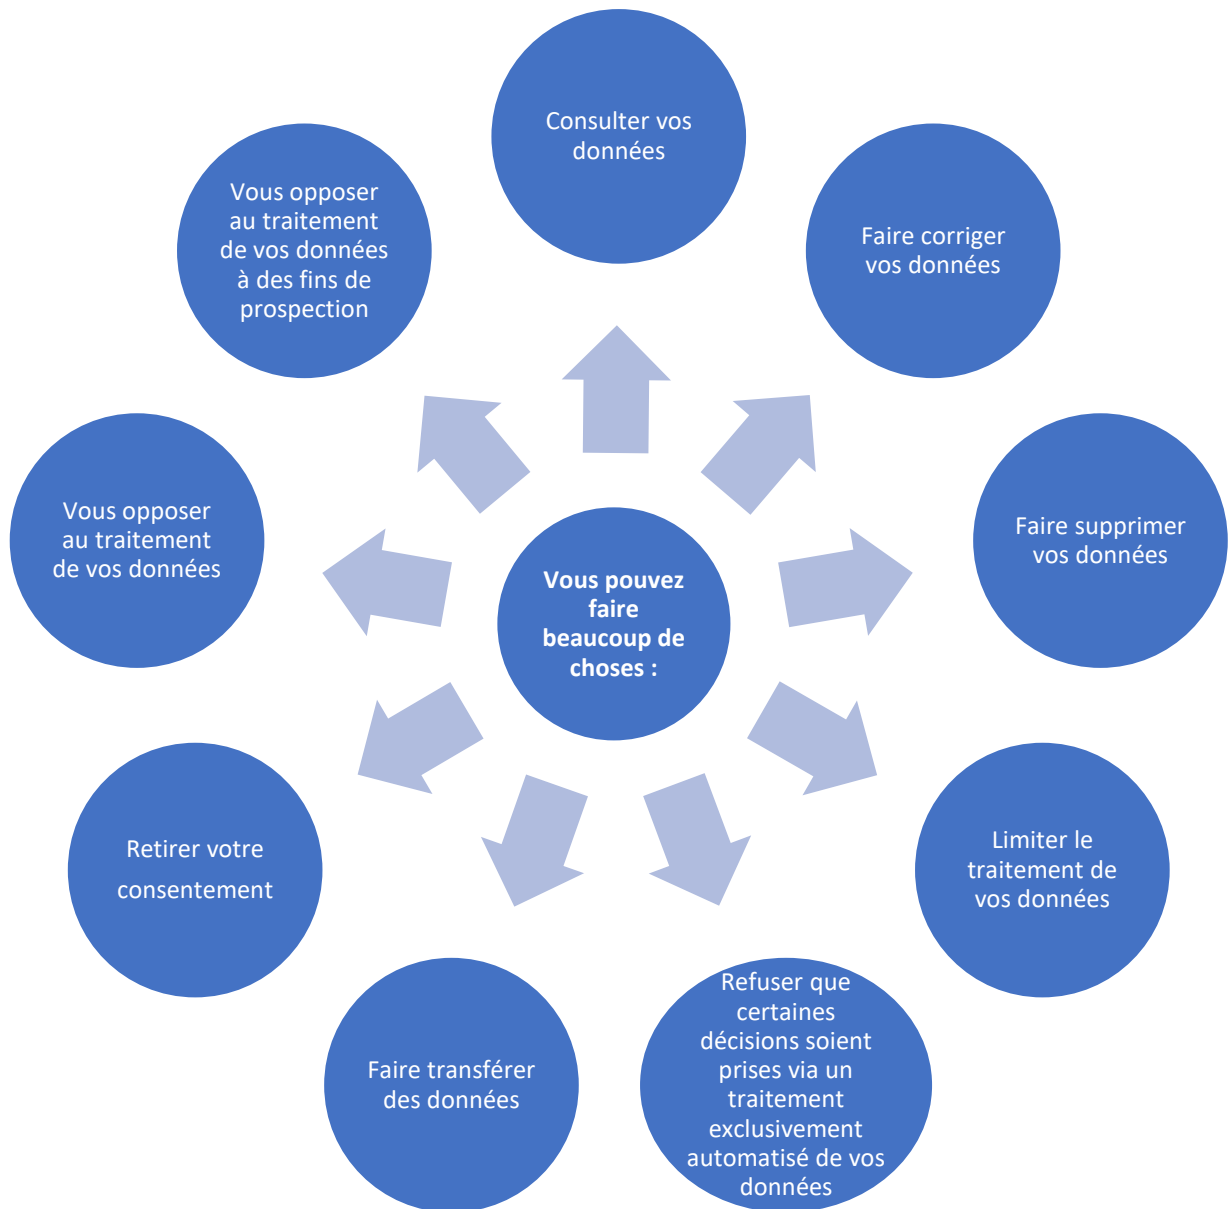 Consulter vos
données
Faire corriger
vos données
Faire supprimer
vos données
Limiter le
traitement de
vos données
Refuser que
certaines
décisions soient
prises via un
traitement
exclusivement
automatisé de vos
données
Faire transférer
des données
Retirer votre
consentement
Vous opposer
au traitement
de vos données
Vous opposer
au traitement
de vos données
à des fins de
prospection
Vous pouvez
faire
beaucoup de
choses :